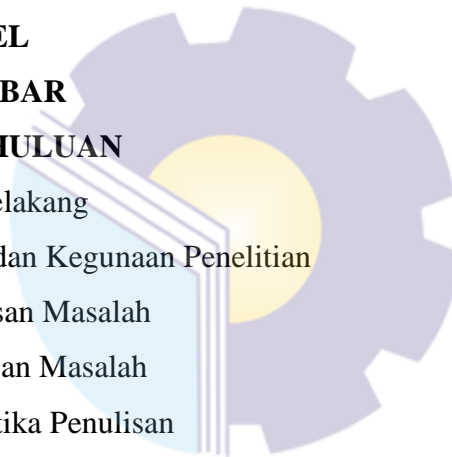 EL
BAR
HULUAN
elakang
dan Kegunaan Penelitian
san Masalah
an Masalah
tika Penulisan